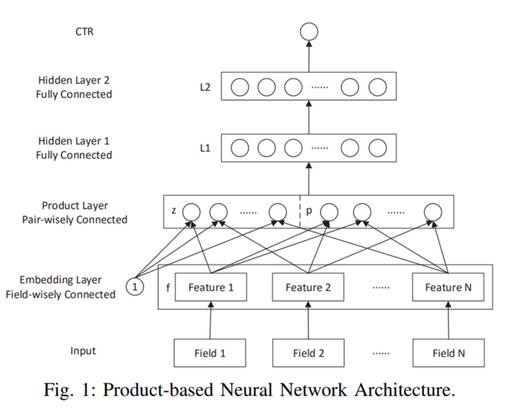 CTR
Hidden Layer 2
Fully Connected
L2
......
Hidden Layer 1
Fully Connected
L1
......
Product Layer
Pair-wisely Connected
z
......
p
......
Embedding Layer
Field-wisely Connected
1
f
Feature 1
Feature 2
......
Feature N
Input
Field 1
Field 2
......
Field N
Fig. 1: Product-based Neural Network Architecture.